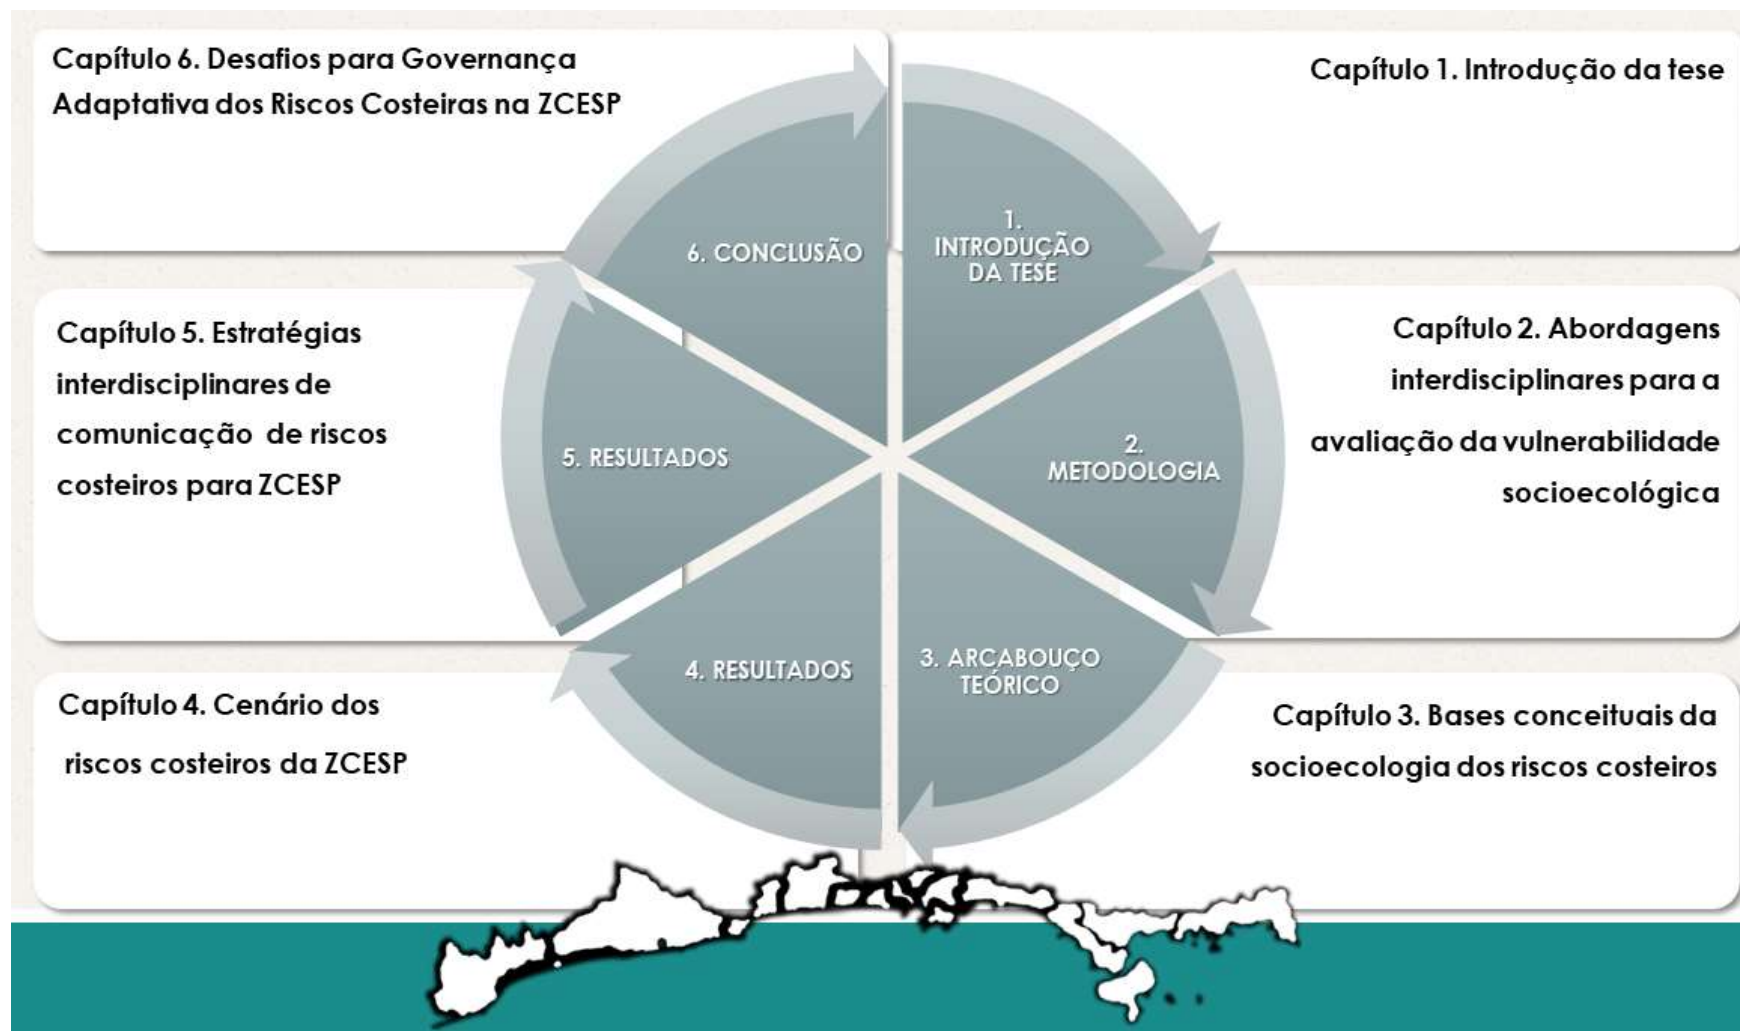 Capítulo 6. Desafios para Governança
Adaptativa dos Riscos Costeiras na ZCESP
Capítulo 1. Introdução da tese
6. CONCLUSÃO
1.
INTRODUÇÃO
DA TESE
Capítulo 5. Estratégias
interdisciplinares de
comunicação de riscos
costeiros para ZCESP
5. RESULTADOS
2.
METODOLOGIA
Capítulo 2. Abordagens
interdisciplinares para a
avaliação da vulnerabilidade
socioecológica
4. RESULTADOS
3. ARCABOUÇO
TEÓRICO
Capítulo 4. Cenário dos
riscos costeiros da ZCESP
Capítulo 3. Bases conceituais da
socioecologia dos riscos costeiros